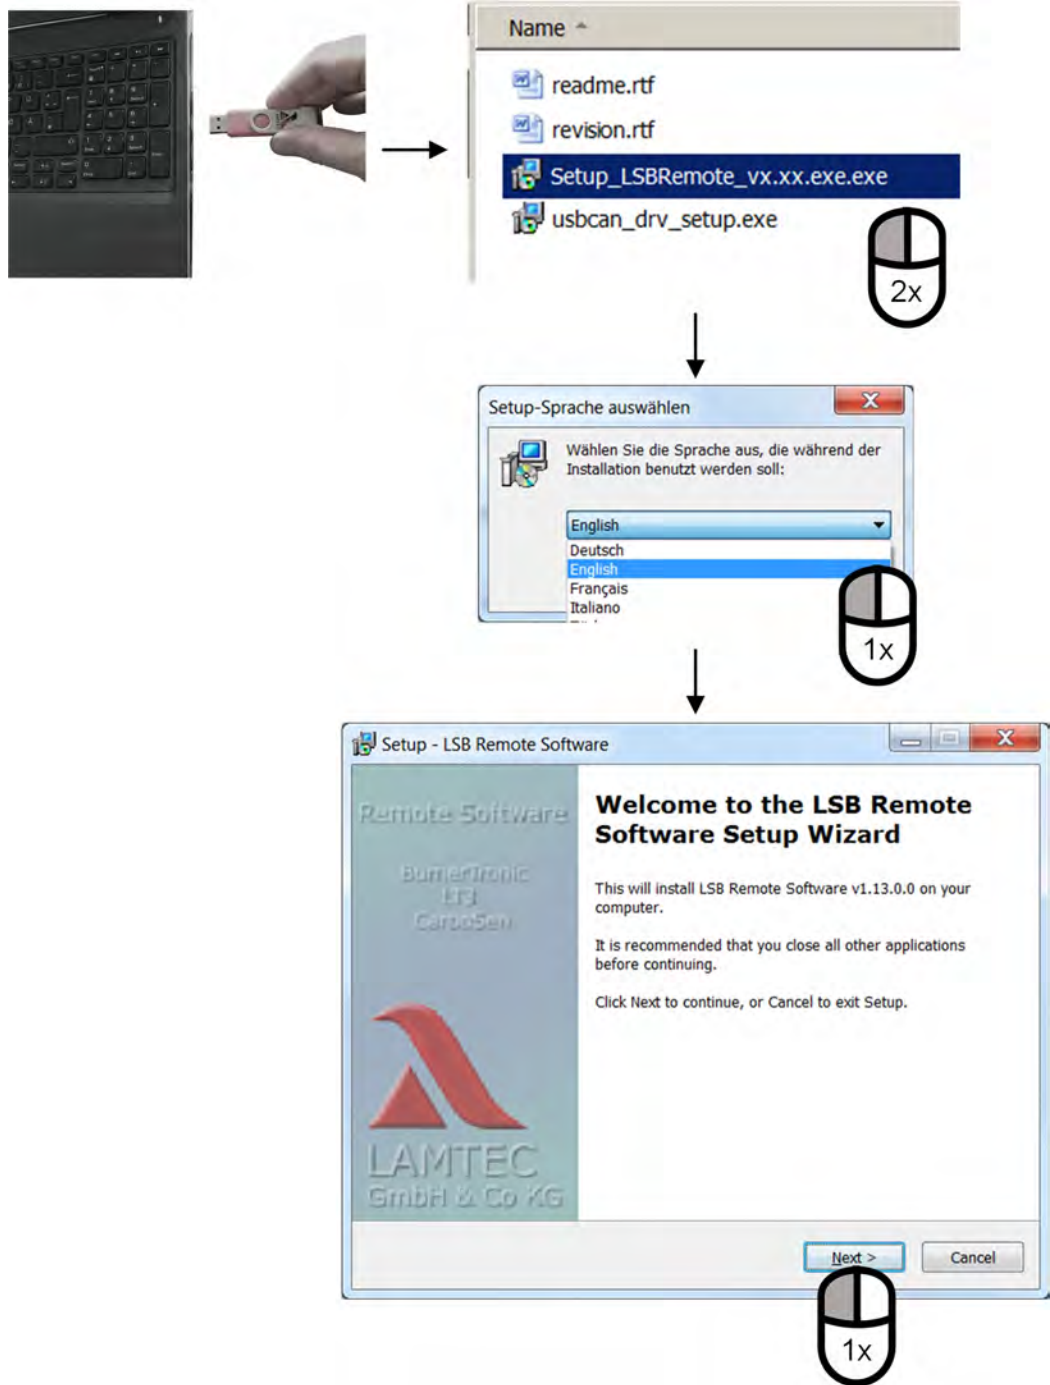 Name
readme.rtf
revision.rtf
Setup_LSBRemote_vx.xx.exe.exe
usbcan_drv_setup.exe
2x
Setup-Sprache auswählen
X
Wählen Sie die Sprache aus, die während der
Installation benutzt werden soll:
English
Deutsch
English
Français
Italiano
1x
Setup - LSB Remote Software
X
Remote Software
BurnerTronic
LT3
CarboSen
LAMTEC
GmbH & Co KG
Welcome to the LSB Remote
Software Setup Wizard
This will install LSB Remote Software v1.13.0.0 on your
computer.
It is recommended that you close all other applications
before continuing.
Click Next to continue, or Cancel to exit Setup.
Next >
Cancel
1x